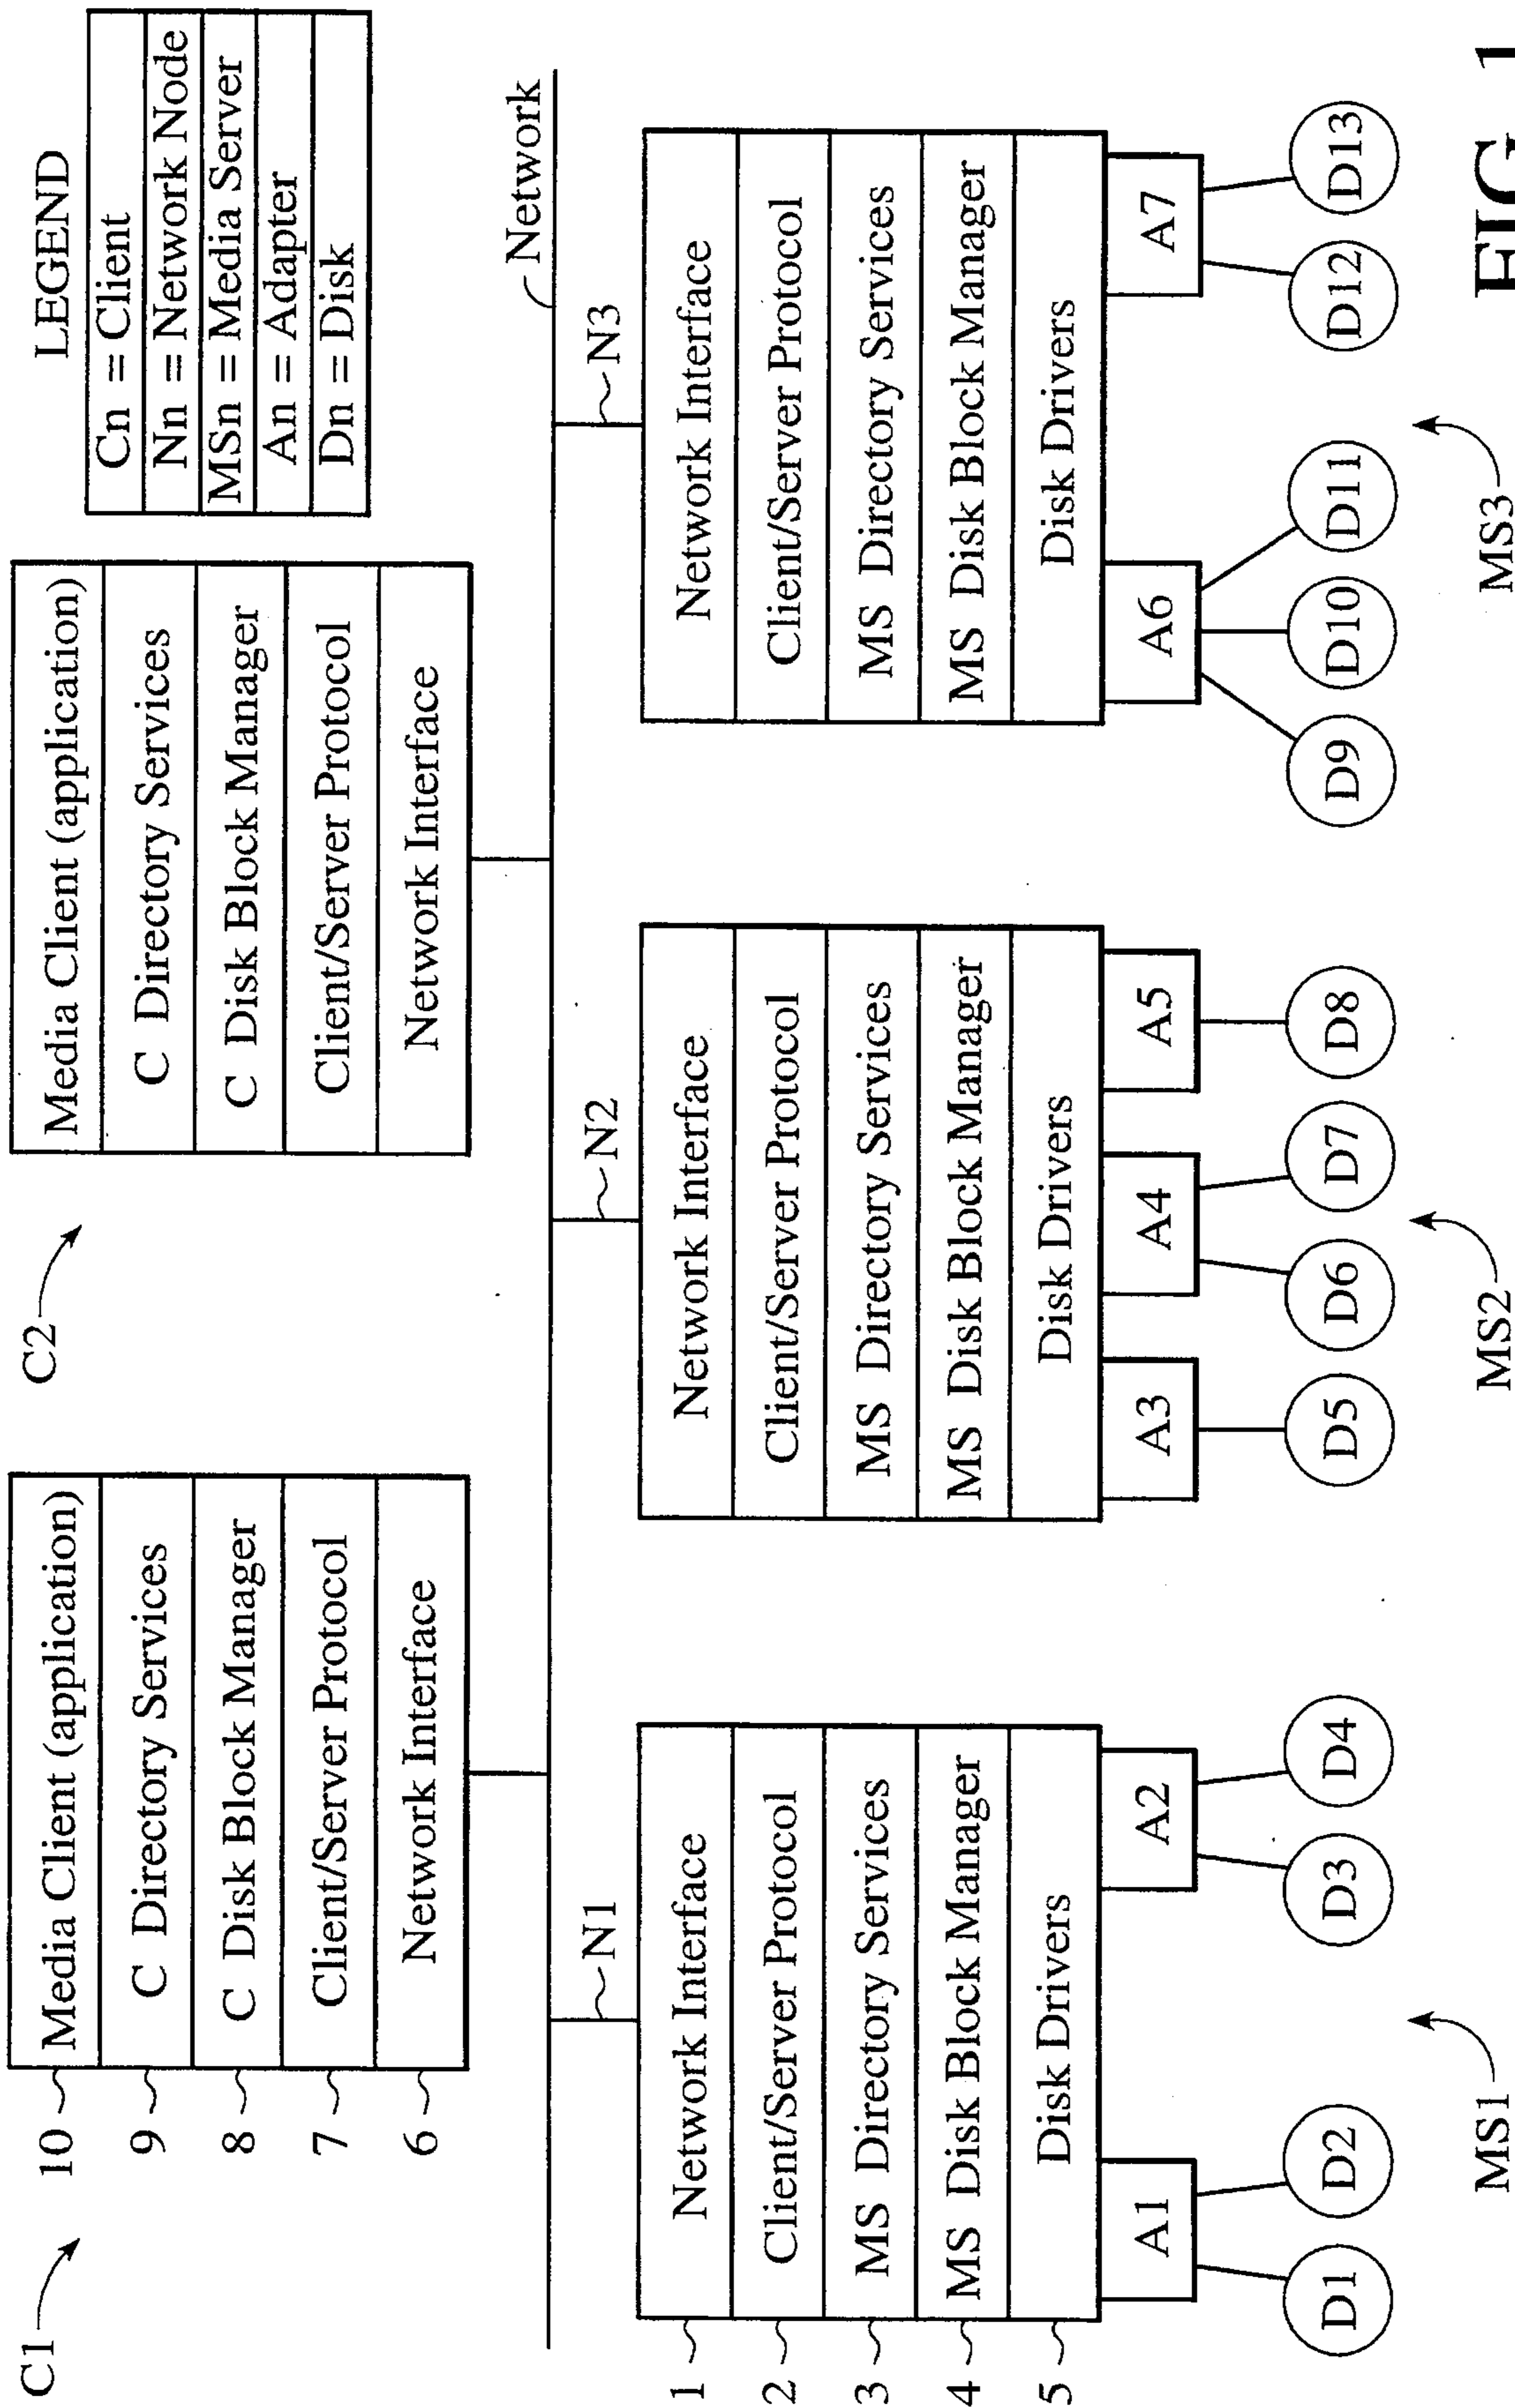 LEGEND
Cn = Client
Nn = Network Node
MSn = Media Server
An = Adapter
Dn = Disk
C1
10 Media Client (application)
9 C Directory Services
8 C Disk Block Manager
7 Client/Server Protocol
6 Network Interface
C2
Media Client (application)
C Directory Services
C Disk Block Manager
Client/Server Protocol
Network Interface
Network
N1
1 Network Interface
2 Client/Server Protocol
3 MS Directory Services
4 MS Disk Block Manager
5 Disk Drivers
A1 A2
D1 D2 D3 D4
MS1
N2
Network Interface
Client/Server Protocol
MS Directory Services
MS Disk Block Manager
Disk Drivers
A3 A4 A5
D5 D6 D7 D8
MS2
N3
Network Interface
Client/Server Protocol
MS Directory Services
MS Disk Block Manager
Disk Drivers
A6 A7
D9 D10 D11 D12 D13
MS3
FIG. 1